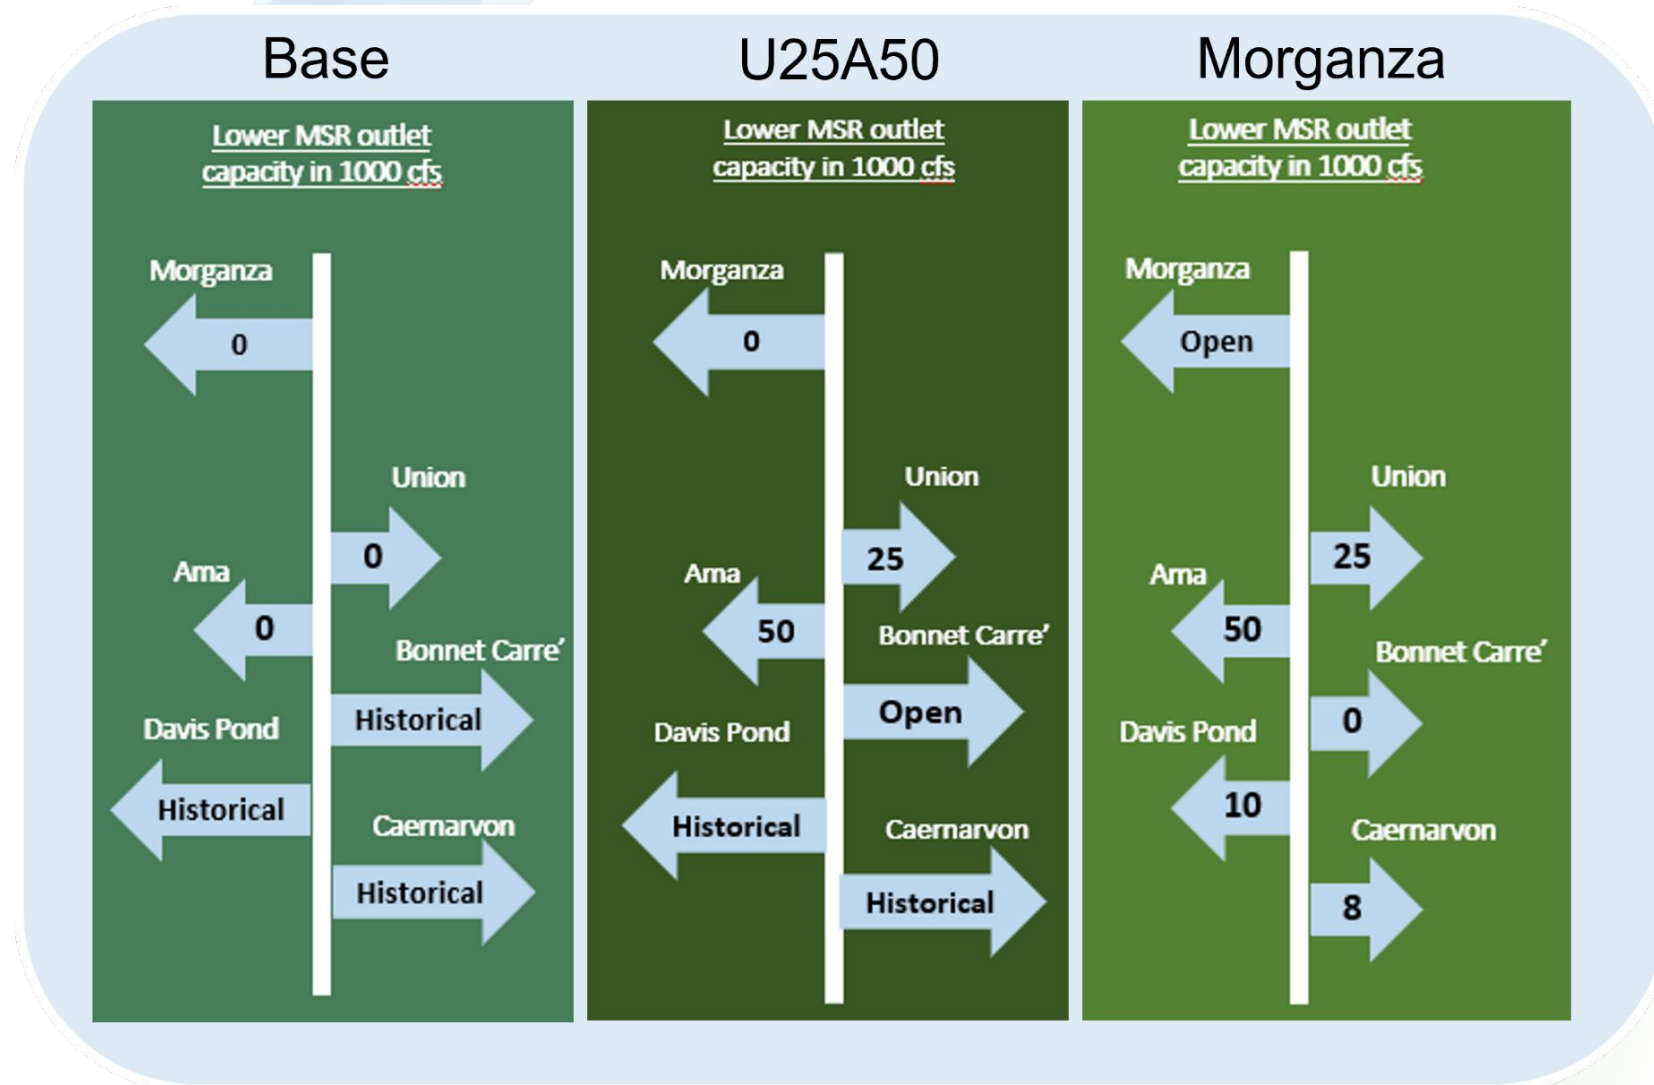 Base
Lower MSR outlet
capacity in 1000 cfs
Morganza
0
Union
0
Ama
0
Bonnet Carre’
Historical
Davis Pond
Historical
Caernarvon
Historical
U25A50
Lower MSR outlet
capacity in 1000 cfs
Morganza
0
Union
25
Ama
50
Bonnet Carre’
Open
Davis Pond
Historical
Caernarvon
Historical
Morganza
Lower MSR outlet
capacity in 1000 cfs
Morganza
Open
Union
25
Ama
50
Bonnet Carre’
0
Davis Pond
10
Caernarvon
8